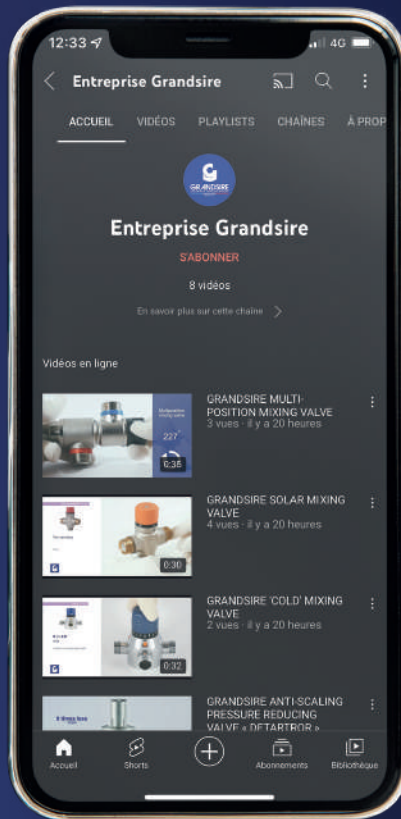 12:33
4G
Entreprise Grandsire
ACCUEIL VIDÉOS PLAYLISTS CHAÎNES À PROP
G
GRANDSIRE
Entreprise Grandsire
S'ABONNER
8 vidéos
En savoir plus sur cette chaîne
Vidéos en ligne
227°
0:35
GRANDSIRE MULTI-
POSITION MIXING VALVE
3 vues · il y a 20 heures
0:30
GRANDSIRE SOLAR MIXING
VALVE
4 vues · il y a 20 heures
0:32
GRANDSIRE 'COLD' MIXING
VALVE
2 vues · il y a 20 heures
GRANDSIRE ANTI-SCALING
PRESSURE REDUCING
VALVE « DETARTROR »
Accueil Shorts Abonnements Bibliothèque